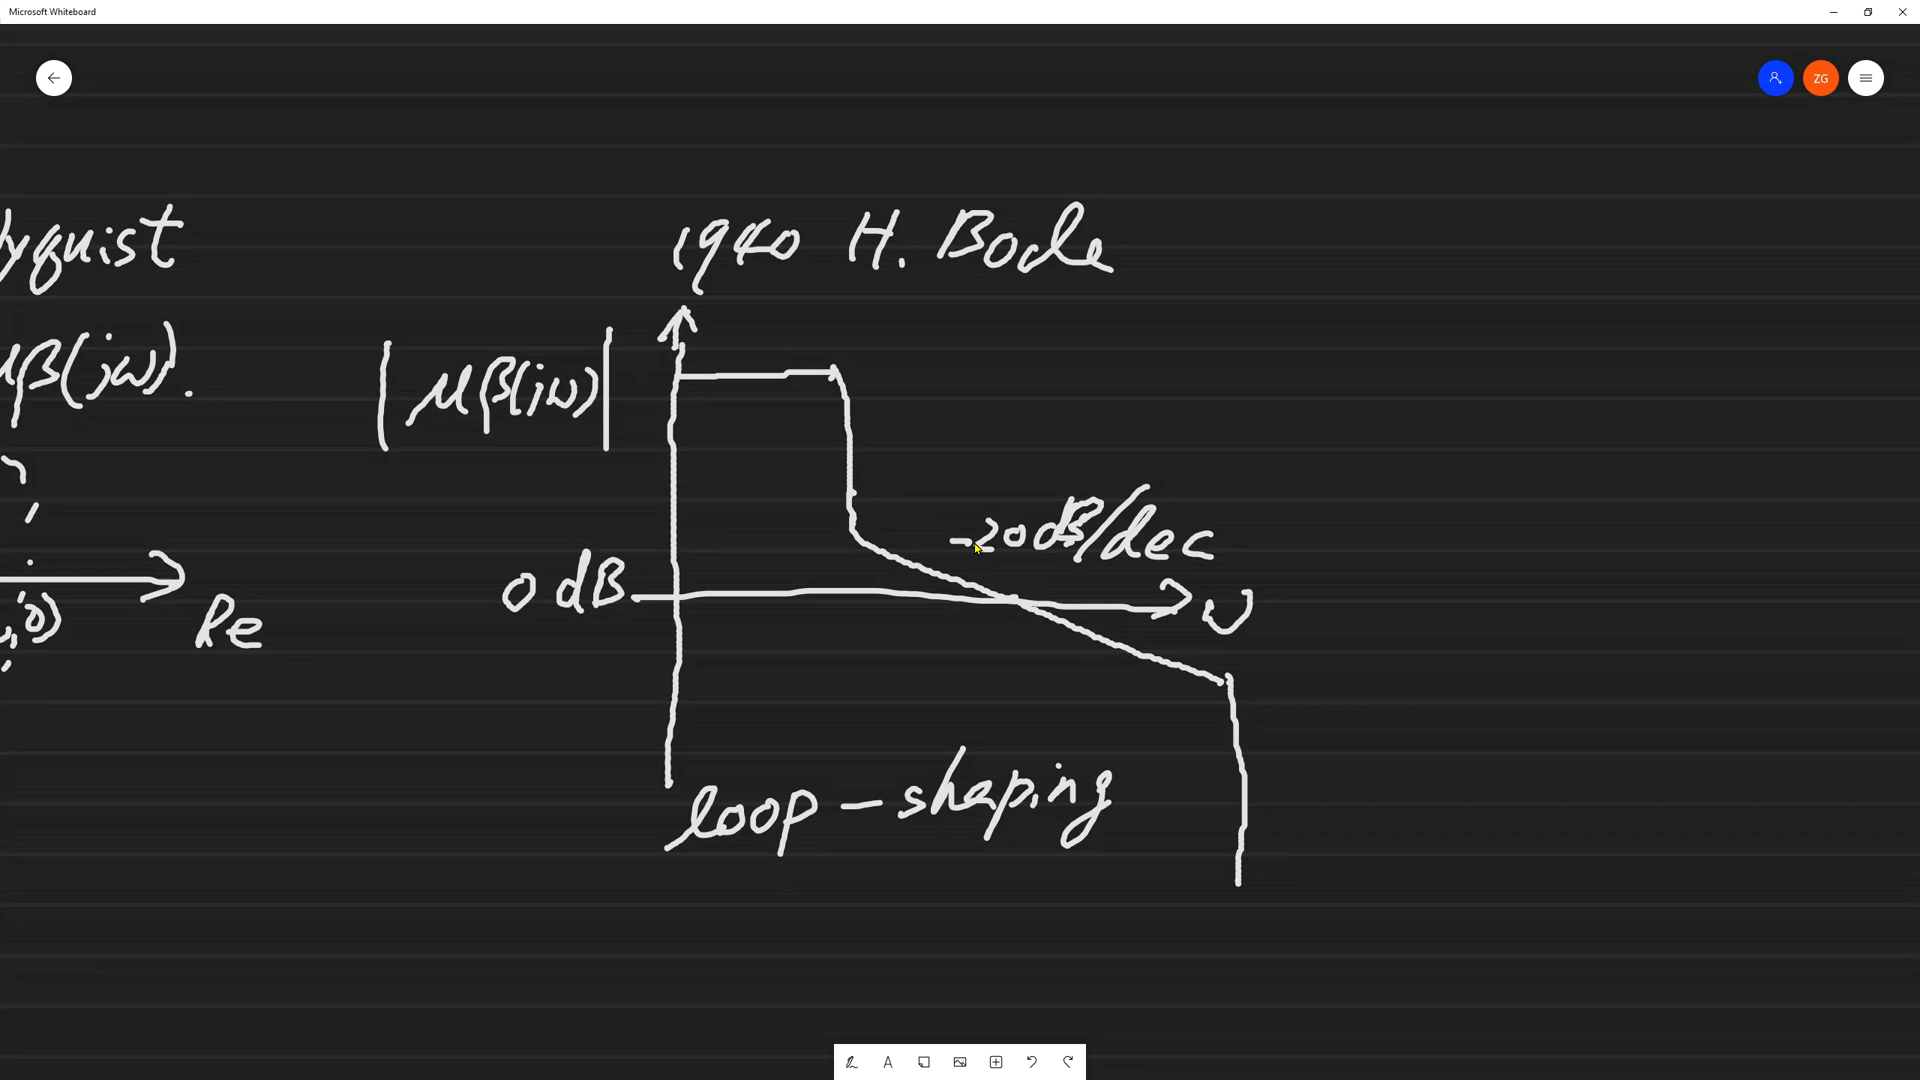 Microsoft Whiteboard
ZG
yquist
μβ(jω).
Re
1940 H. Bode
|μβ(jω)|
-20dB/dec
0 dB
ω
loop-shaping
A